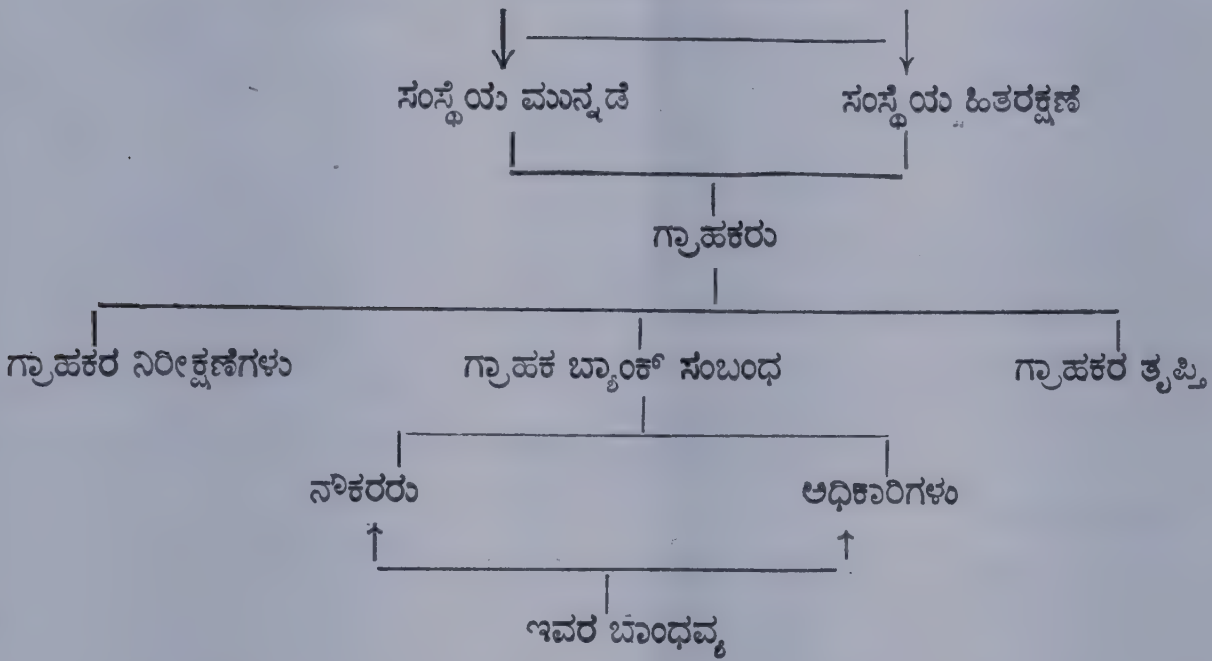 ಸಂಸ್ಥೆಯ ಮುನ್ನಡೆ ಸಂಸ್ಥೆಯ ಹಿತರಕ್ಷಣೆ
ಗ್ರಾಹಕರು
ಗ್ರಾಹಕರ ನಿರೀಕ್ಷಣೆಗಳು ಗ್ರಾಹಕ ಬ್ಯಾಂಕ್ ಸಂಬಂಧ ಗ್ರಾಹಕರ ತೃಪ್ತಿ
ನೌಕರರು ಅಧಿಕಾರಿಗಳು
ಇವರ ಬಾಂಧವ್ಯ